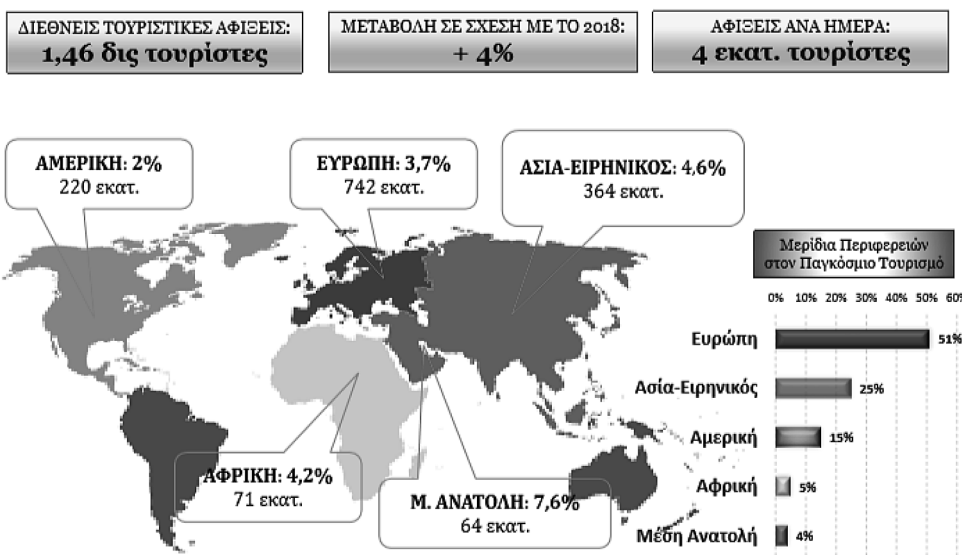 ΔΙΕΘΝΕΙΣ ΤΟΥΡΙΣΤΙΚΕΣ ΑΦΙΞΕΙΣ:
1,46 δις τουρίστες
ΜΕΤΑΒΟΛΗ ΣΕ ΣΧΕΣΗ ΜΕ ΤΟ 2018:
+ 4%
ΑΦΙΞΕΙΣ ΑΝΑ ΗΜΕΡΑ:
4 εκατ. τουρίστες
ΑΜΕΡΙΚΗ: 2%
220 εκατ.
ΕΥΡΩΠΗ: 3,7%
742 εκατ.
ΑΣΙΑ-ΕΙΡΗΝΙΚΟΣ: 4,6%
364 εκατ.
ΑΦΡΙΚΗ: 4,2%
71 εκατ.
Μ. ΑΝΑΤΟΛΗ: 7,6%
64 εκατ.
Μερίδια Περιφερειών
στον Παγκόσμιο Τουρισμό
0% 10% 20% 30% 40% 50% 60%
Ευρώπη 51%
Ασία-Ειρηνικός 25%
Αμερική 15%
Αφρική 5%
Μέση Ανατολή 4%